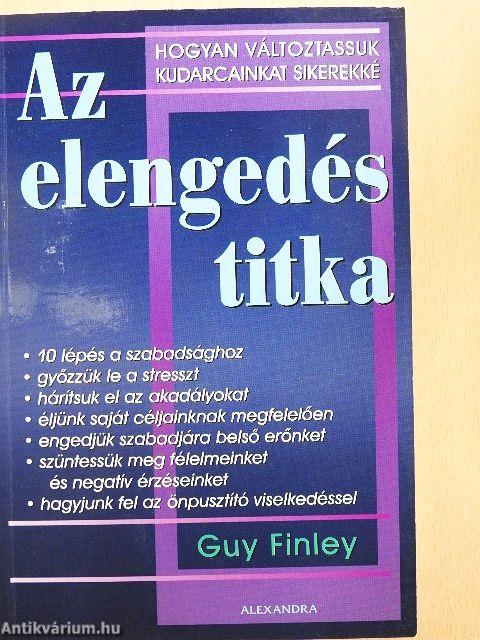 HOGYAN VÁLTOZTASSUK
KUDARCAINKAT SIKEREKKÉ
Az
elengedés
titka
• 10 lépés a szabadsághoz
• győzzük le a stresszt
• hárítsuk el az akadályokat
• éljünk saját céljainknak megfelelően
• engedjük szabadjára belső erőnket
• szüntessük meg félelmeinket
és negatív érzéseinket
• hagyjunk fel az önpusztító viselkedéssel
Guy Finley
ALEXANDRA
Antikvárium.hu